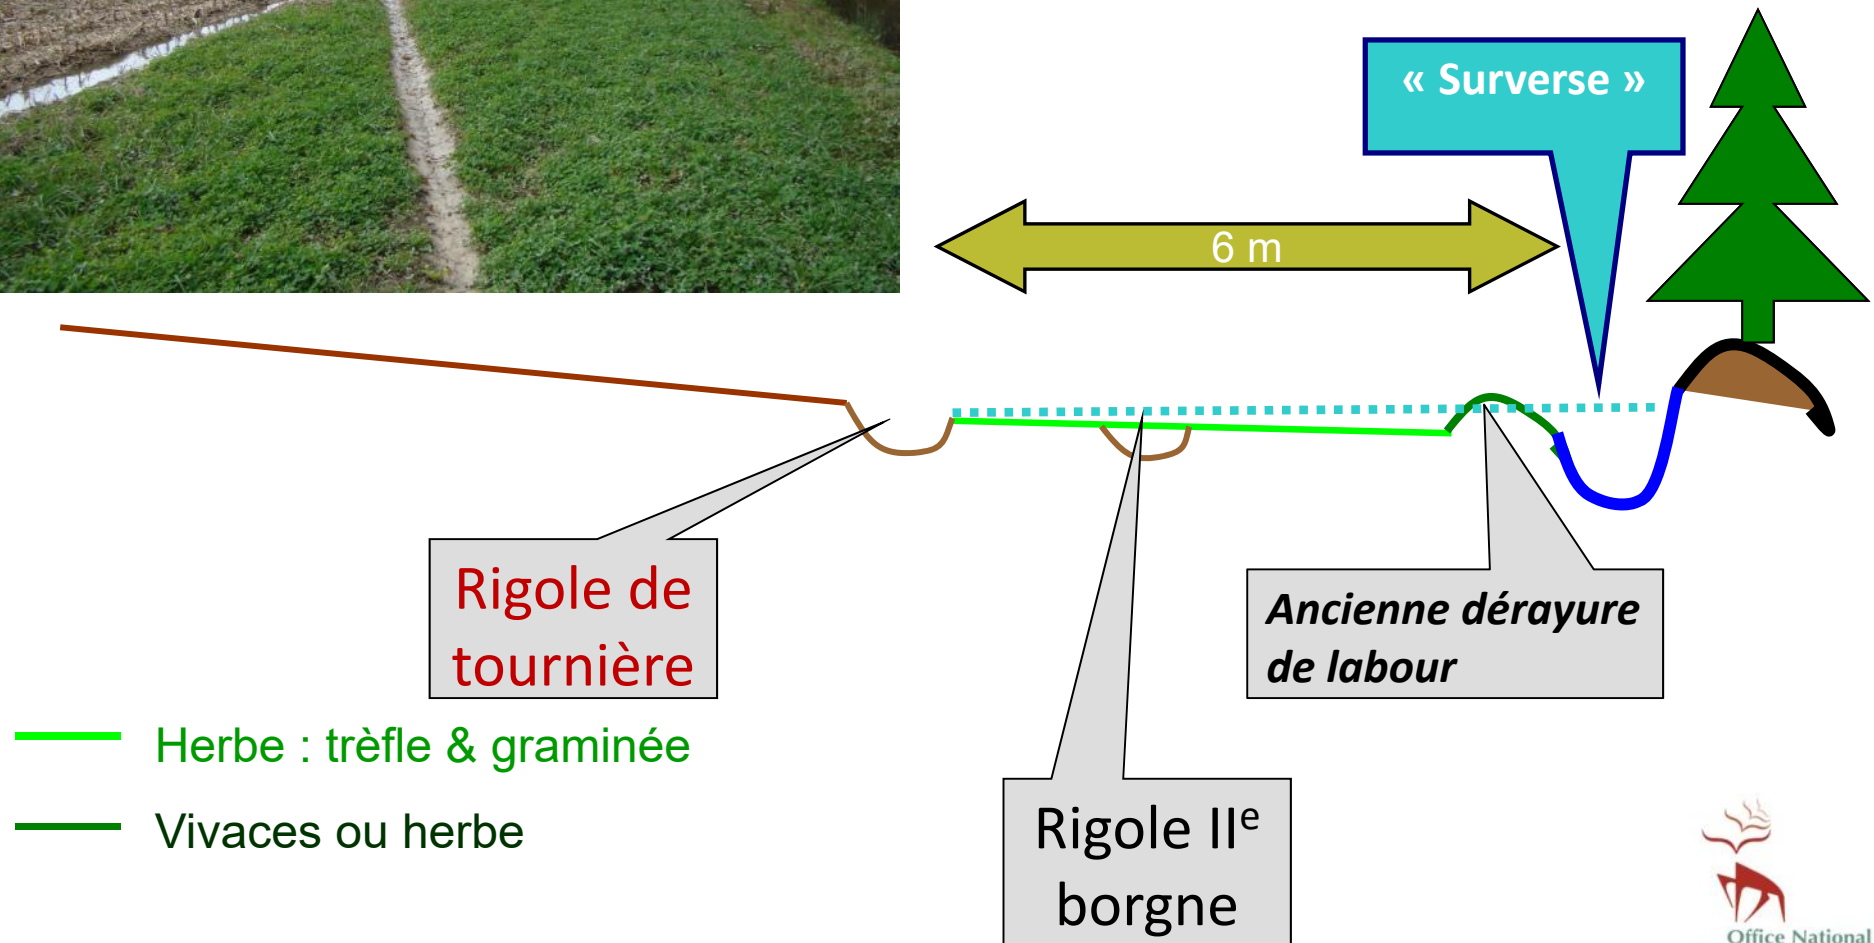 « Surverse »
6 m
Rigole de
tournière
Ancienne dérayure
de labour
Herbe : trèfle & graminée
Vivaces ou herbe
Rigole IIe
borgne
Office National